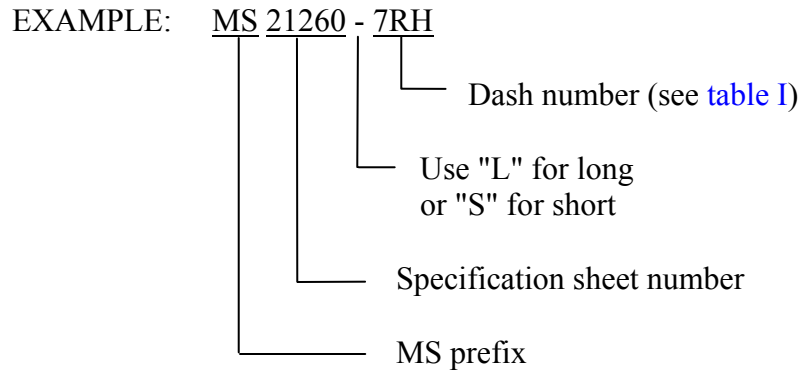 EXAMPLE: MS 21260 - 7RH
Dash number (see table I)
Use "L" for long
or "S" for short
Specification sheet number
MS prefix